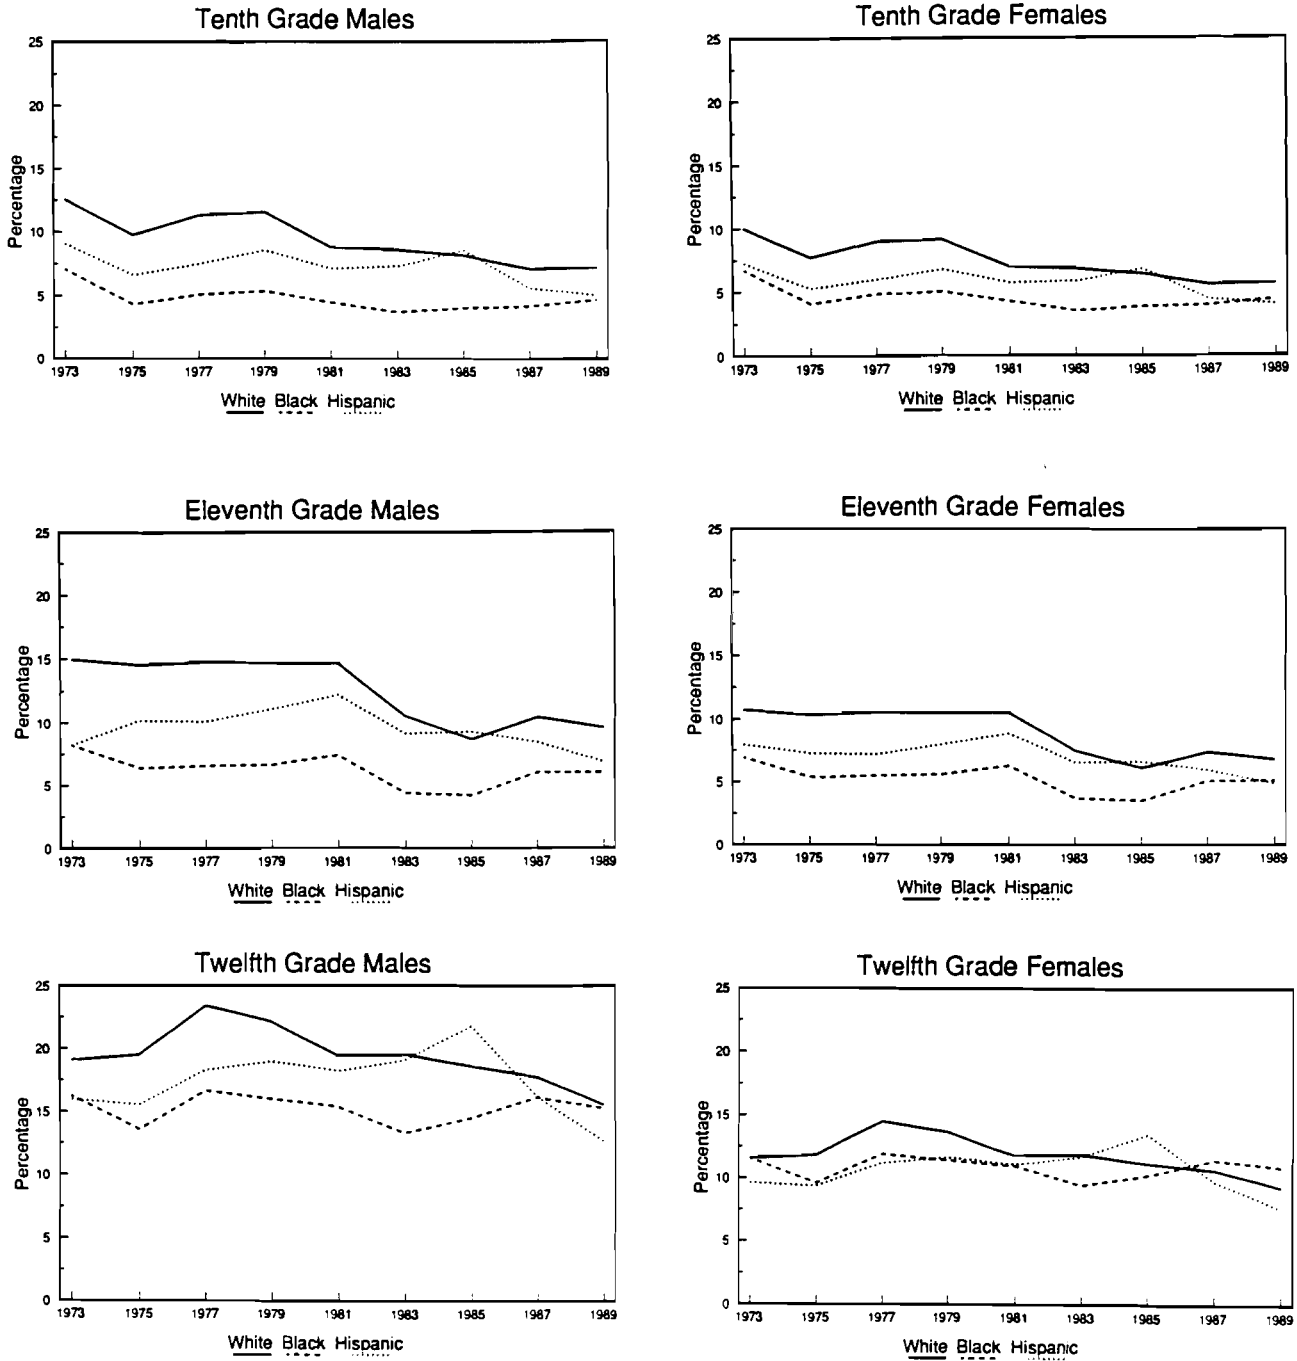 Tenth Grade Males
25
20
15
10
5
0
Percentage
1973 1975 1977 1979 1981 1983 1985 1987 1989
White Black Hispanic
Tenth Grade Females
25
20
15
10
5
0
Percentage
1973 1975 1977 1979 1981 1983 1985 1987 1989
White Black Hispanic
Eleventh Grade Males
25
20
15
10
5
0
Percentage
1973 1975 1977 1979 1981 1983 1985 1987 1989
White Black Hispanic
Eleventh Grade Females
25
20
15
10
5
0
Percentage
1973 1975 1977 1979 1981 1983 1985 1987 1989
White Black Hispanic
Twelfth Grade Males
25
20
15
10
5
0
Percentage
1973 1975 1977 1979 1981 1983 1985 1987 1989
White Black Hispanic
Twelfth Grade Females
25
20
15
10
5
0
Percentage
1973 1975 1977 1979 1981 1983 1985 1987 1989
White Black Hispanic